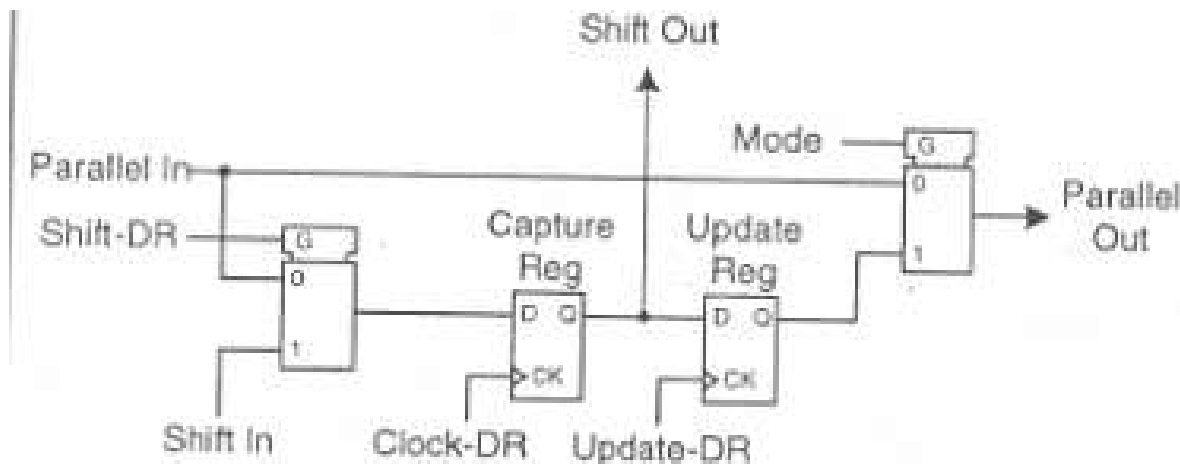 Shift Out
Mode
G
Parallel In
0
Parallel
Out
Shift-DR
G
Capture
Reg
Update
Reg
1
0
D Q
D Q
1
CK
CK
Shift In
Clock-DR
Update-DR